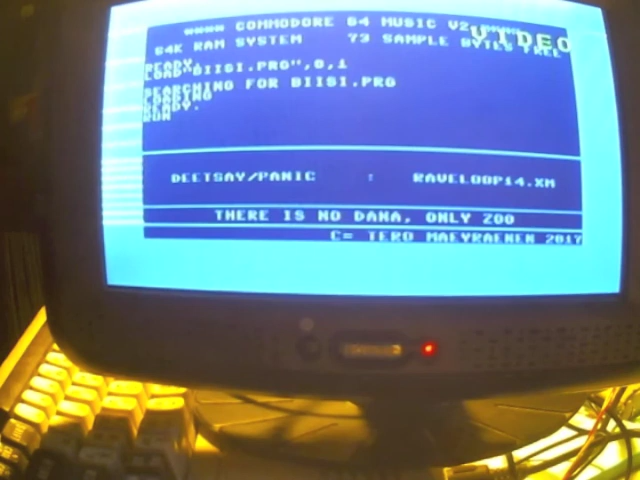 **** COMMODORE 64 MUSIC V2 ****
VIDEO
64K RAM SYSTEM 73 SAMPLE BYTES FREE
READY.
LOAD"BIISI.PRG",8,1
SEARCHING FOR BIISI.PRG
LOADING
READY.
RUN
DEETSAY/PANIC : RAVELOOP14.XM
THERE IS NO DANA, ONLY ZOO
C= TERO MAEYRAENEN 2017